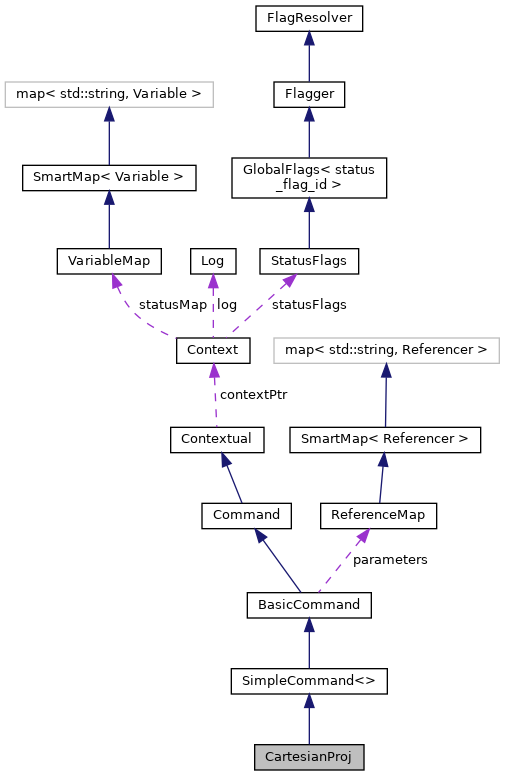 FlagResolver
Flagger
map< std::string, Variable >
GlobalFlags< status
_flag_id >
SmartMap< Variable >
VariableMap
Log
StatusFlags
statusMap
log
statusFlags
Context
map< std::string, Referencer >
contextPtr
Contextual
SmartMap< Referencer >
Command
ReferenceMap
parameters
BasicCommand
SimpleCommand<>
CartesianProj